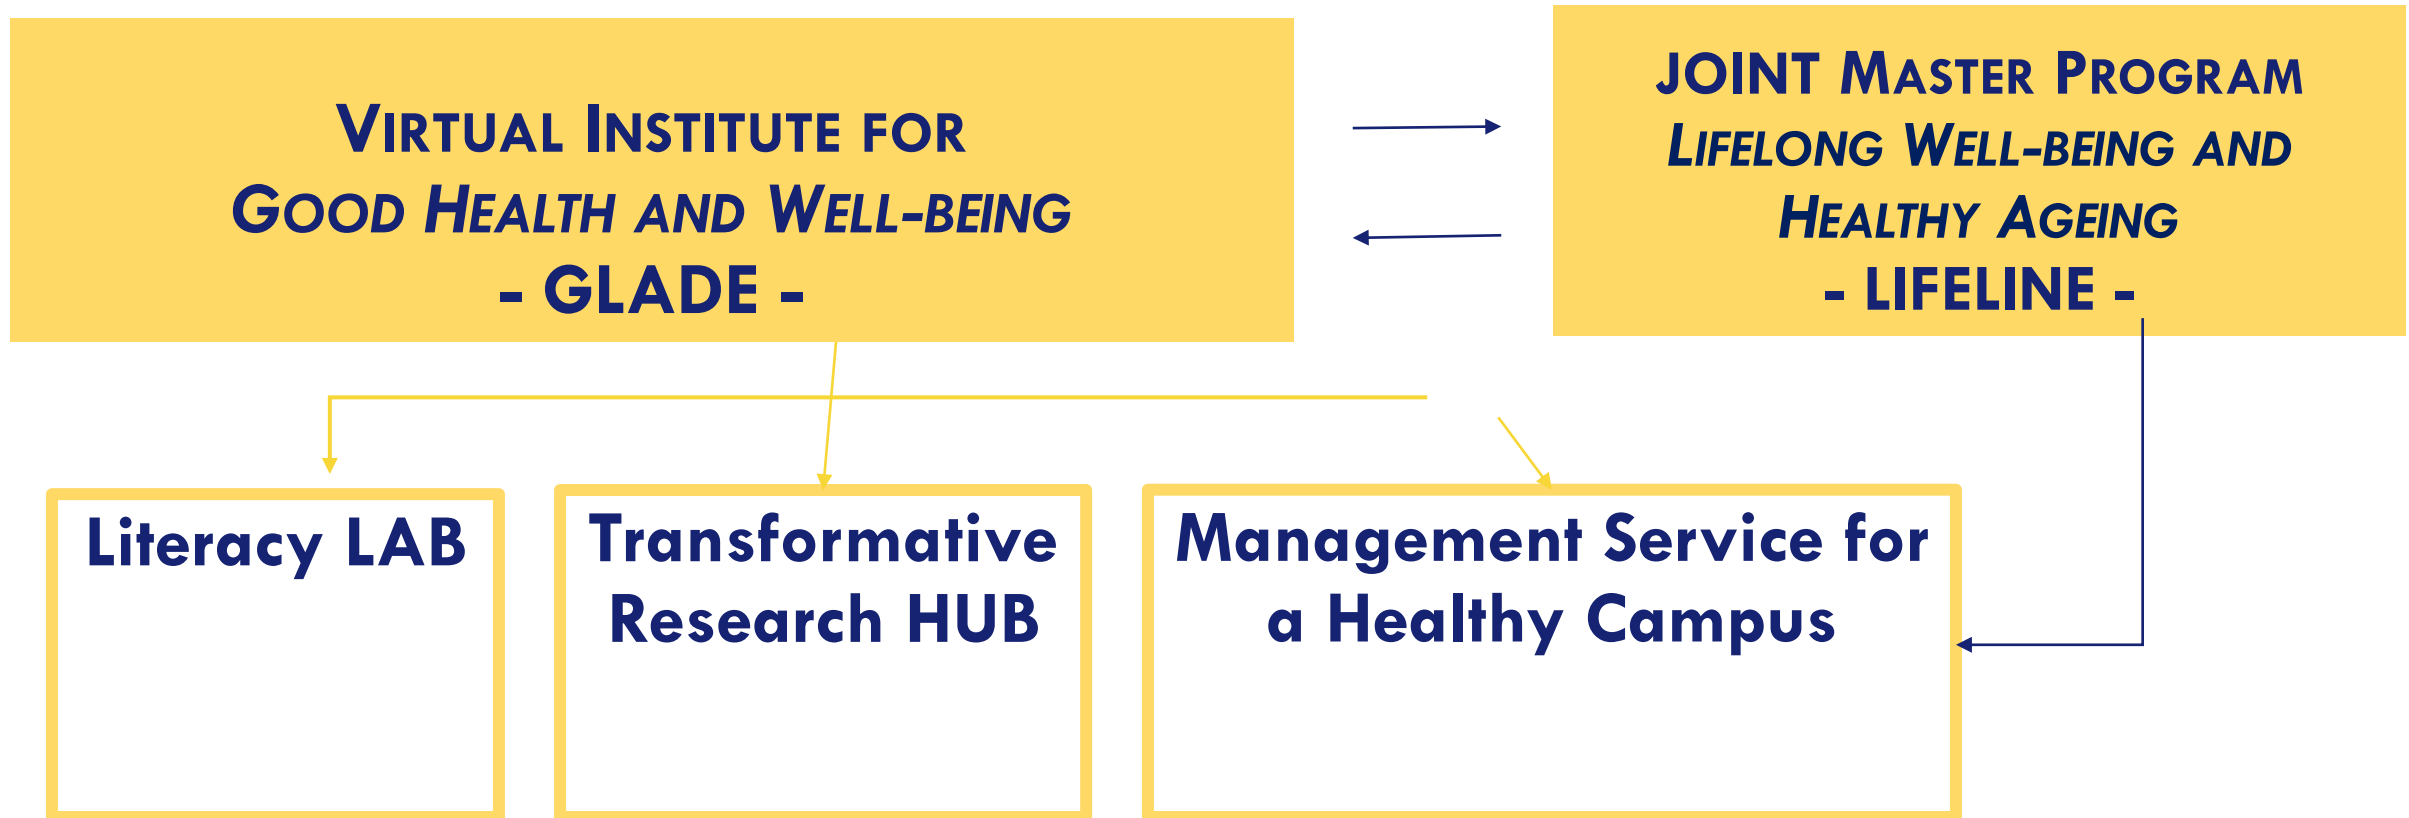 VIRTUAL INSTITUTE FOR
GOOD HEALTH AND WELL-BEING
- GLADE -
JOINT MASTER PROGRAM
LIFELONG WELL-BEING AND
HEALTHY AGEING
- LIFELINE -
Literacy LAB
Transformative
Research HUB
Management Service for
a Healthy Campus